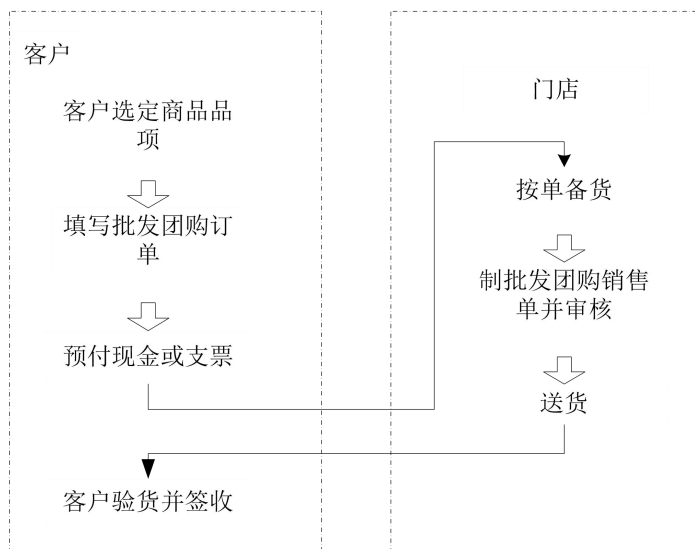 客户
客户选定商品品
项
填写批发团购订
单
预付现金或支票
客户验货并签收
门店
按单备货
制批发团购销售
单并审核
送货